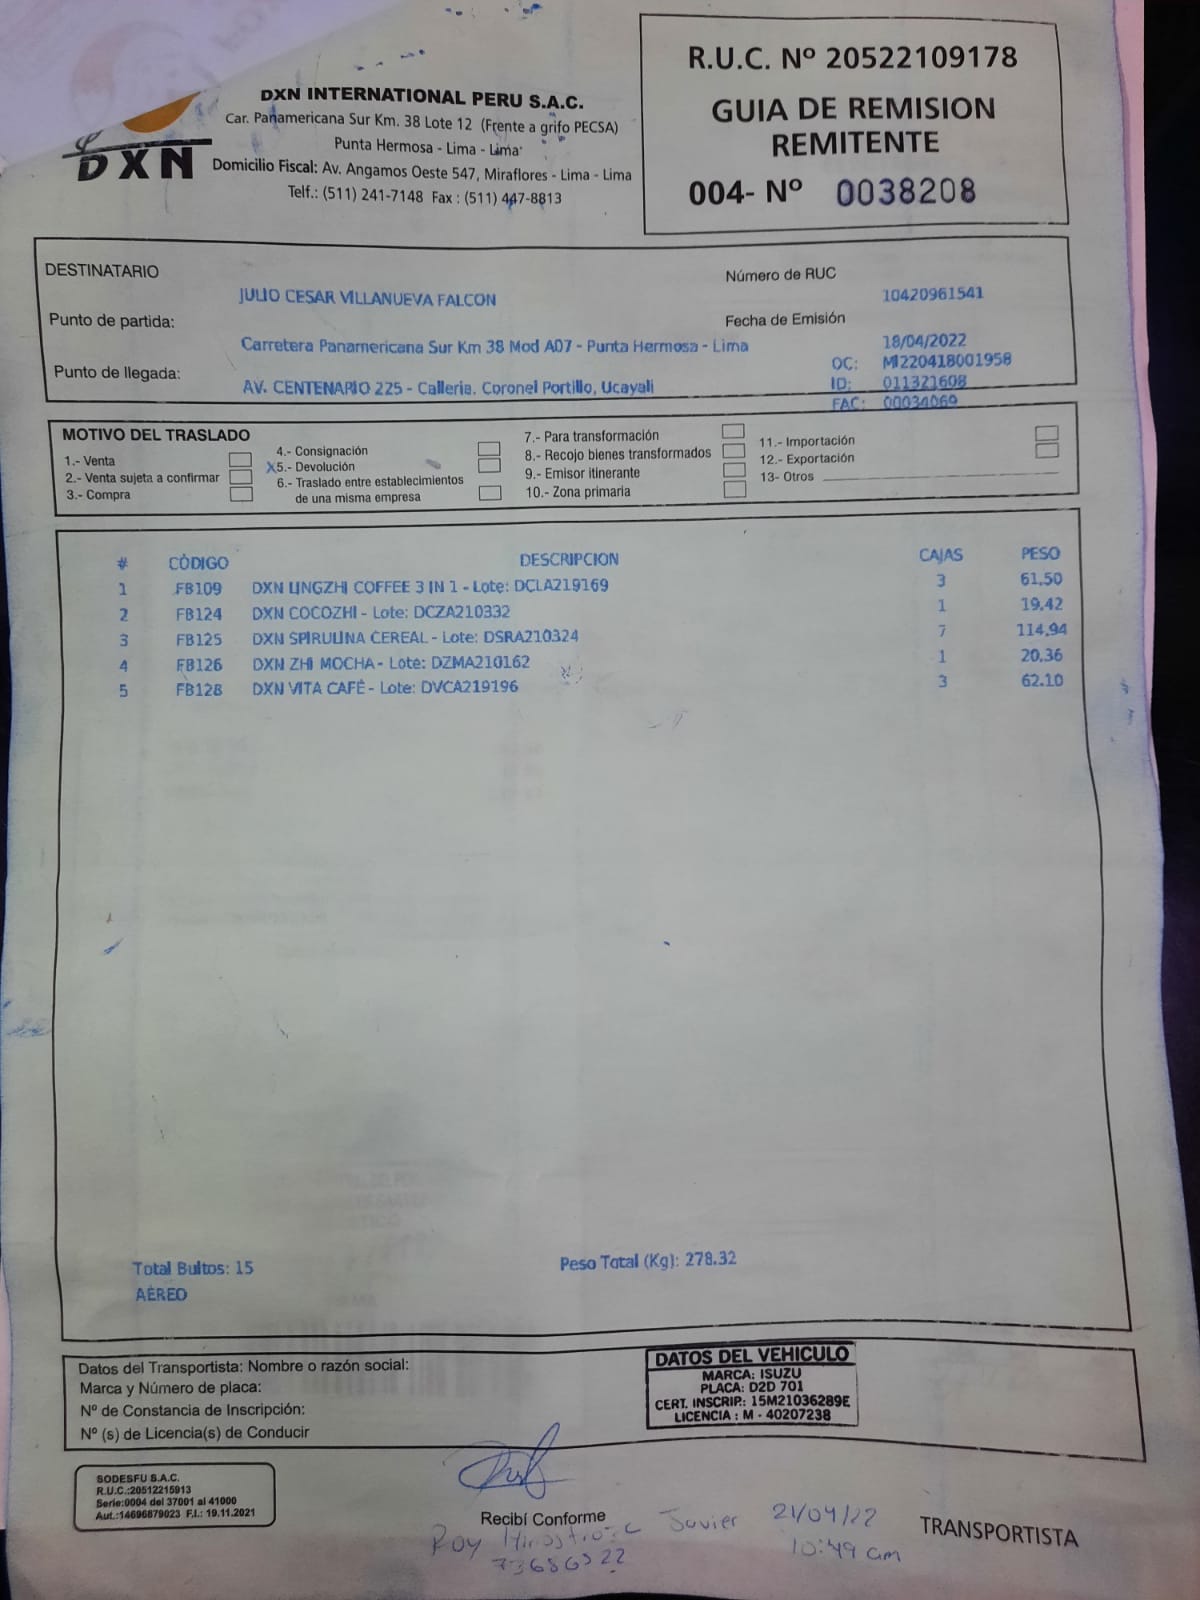 R.U.C. Nº 20522109178
GUIA DE REMISION
REMITENTE
004- Nº 0038208
DXN
DXN INTERNATIONAL PERU S.A.C.
Car. Panamericana Sur Km. 38 Lote 12 (Frente a grifo PECSA)
Punta Hermosa - Lima - Lima
Domicilio Fiscal: Av. Angamos Oeste 547, Miraflores - Lima - Lima
Telf.: (511) 241-7148 Fax : (511) 447-8813
DESTINATARIO
JULIO CESAR VILLANUEVA FALCON
Número de RUC
10420961541
Punto de partida:
Carretera Panamericana Sur Km 38 Mod A07 - Punta Hermosa - Lima
Fecha de Emisión
18/04/2022
OC: MI220418001958
Punto de llegada:
AV. CENTENARIO 225 - Calleria. Coronel Portillo, Ucayali
ID: 011321608
FAC: 00034069
MOTIVO DEL TRASLADO
1.- Venta
2.- Venta sujeta a confirmar
3.- Compra
4.- Consignación
X5.- Devolución
6.- Traslado entre establecimientos
de una misma empresa
7.- Para transformación
8.- Recojo bienes transformados
9.- Emisor itinerante
10.- Zona primaria
11.- Importación
12.- Exportación
13- Otros
# CÓDIGO DESCRIPCION CAJAS PESO
1 FB109 DXN LINGZHI COFFEE 3 IN 1 - Lote: DCLA219169 3 61,50
2 FB124 DXN COCOZHI - Lote: DCZA210332 1 19.42
3 FB125 DXN SPIRULINA CEREAL - Lote: DSRA210324 7 114.94
4 FB126 DXN ZHI MOCHA - Lote: DZMA210162 1 20.36
5 FB128 DXN VITA CAFÉ - Lote: DVCA219196 3 62.10
Total Bultos: 15
Peso Total (Kg): 278.32
AÉREO
Datos del Transportista: Nombre o razón social:
Marca y Número de placa:
Nº de Constancia de Inscripción:
Nº (s) de Licencia(s) de Conducir
DATOS DEL VEHICULO
MARCA: ISUZU
PLACA: D2D 701
CERT. INSCRIP.: 15M21036289E
LICENCIA : M - 40207238
SODESFU S.A.C.
R.U.C.:20512215913
Serie:0004 del 37001 al 41000
Aut.:14696879023 F.I.: 19.11.2021
Recibí Conforme
Roy Javier 21/04/22
10:49 am
TRANSPORTISTA